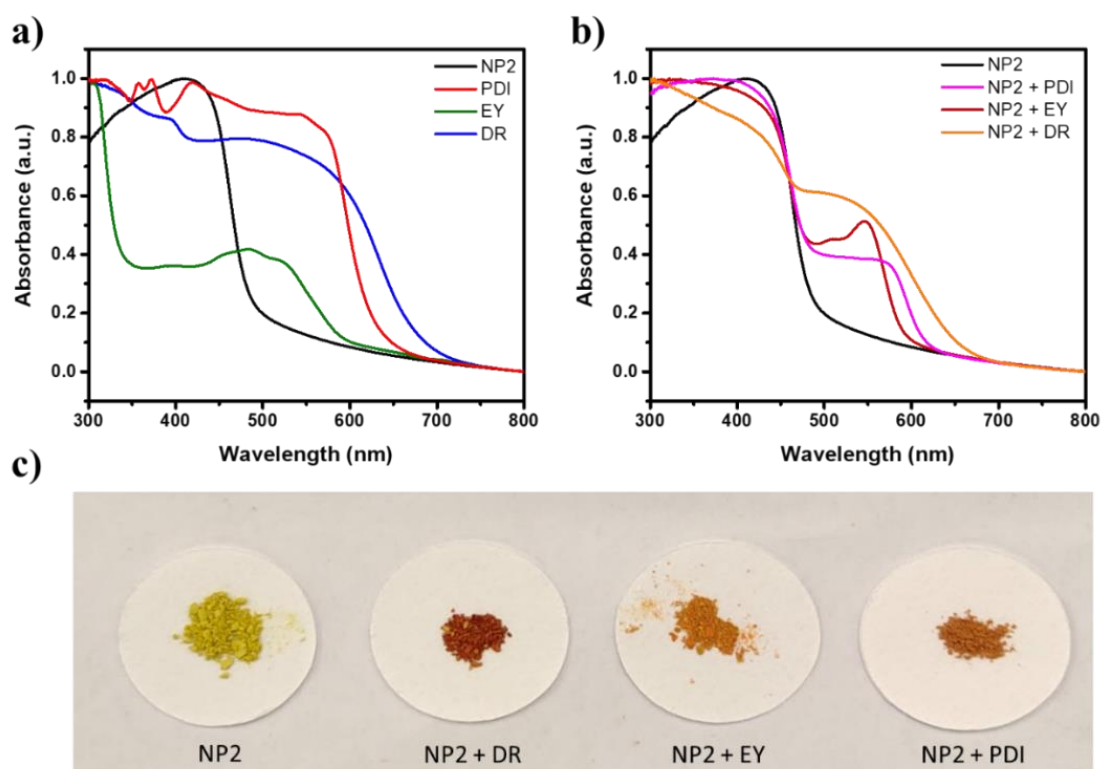 a)
NP2
PDI
EY
DR
Absorbance (a.u.)
1.0
0.8
0.6
0.4
0.2
0.0
300 400 500 600 700 800
Wavelength (nm)
b)
NP2
NP2 + PDI
NP2 + EY
NP2 + DR
Absorbance (a.u.)
1.0
0.8
0.6
0.4
0.2
0.0
300 400 500 600 700 800
Wavelength (nm)
c)
NP2 NP2 + DR NP2 + EY NP2 + PDI